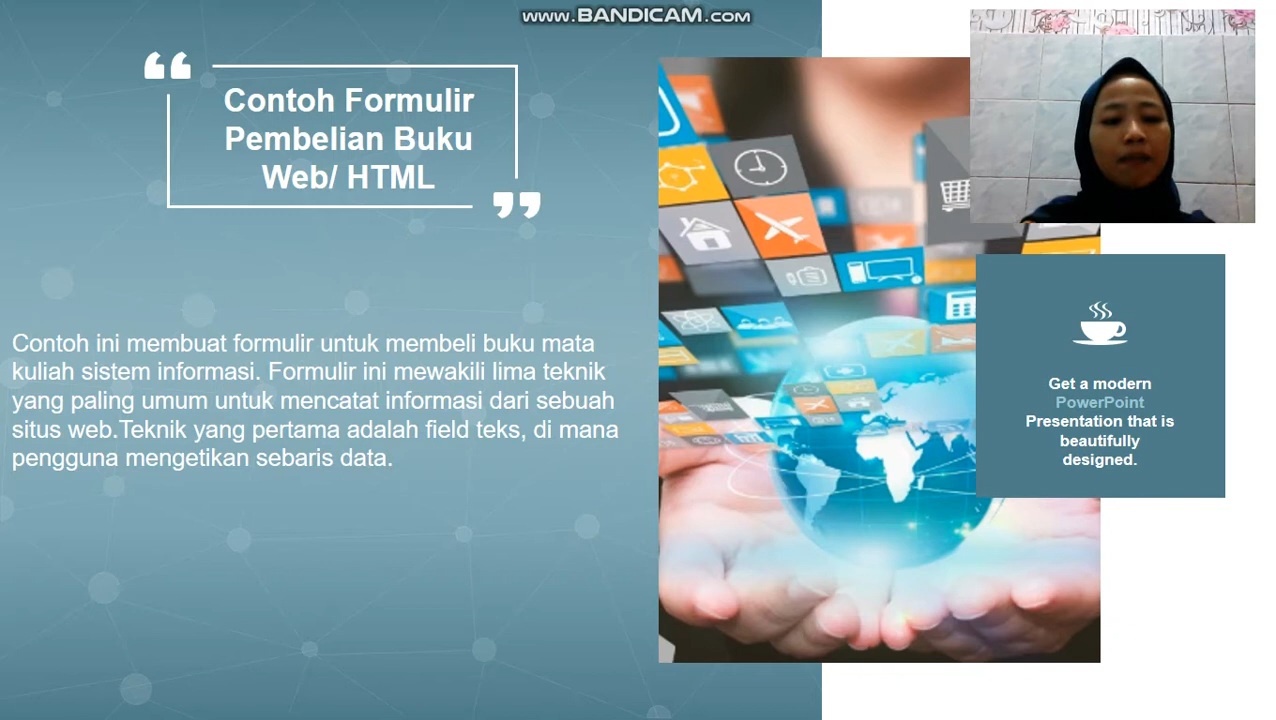 www.BANDICAM.com
Contoh Formulir
Pembelian Buku
Web/ HTML
Contoh ini membuat formulir untuk membeli buku mata
kuliah sistem informasi. Formulir ini mewakili lima teknik
yang paling umum untuk mencatat informasi dari sebuah
situs web.Teknik yang pertama adalah field teks, di mana
pengguna mengetikan sebaris data.
Get a modern
PowerPoint
Presentation that is
beautifully
designed.